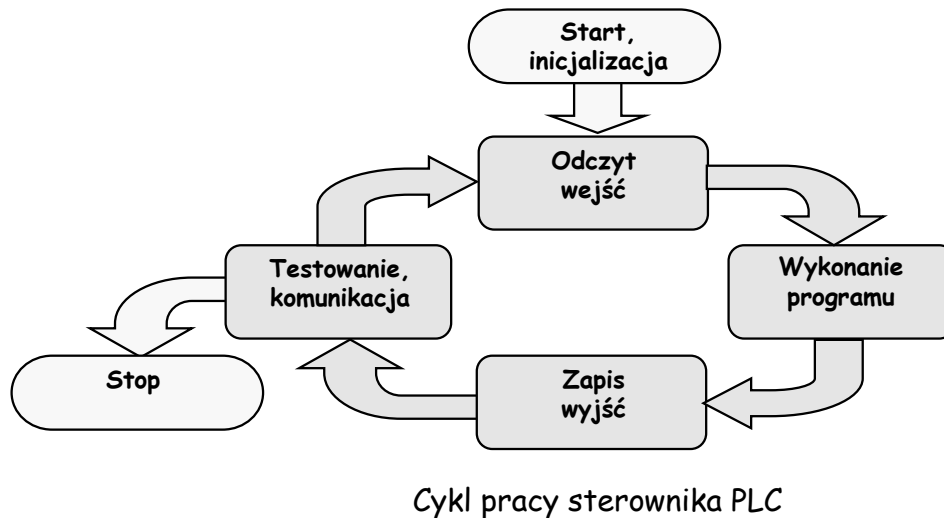 Start,
inicjalizacja
Odczyt
wejść
Testowanie,
komunikacja
Wykonanie
programu
Stop
Zapis
wyjść
Cykl pracy sterownika PLC